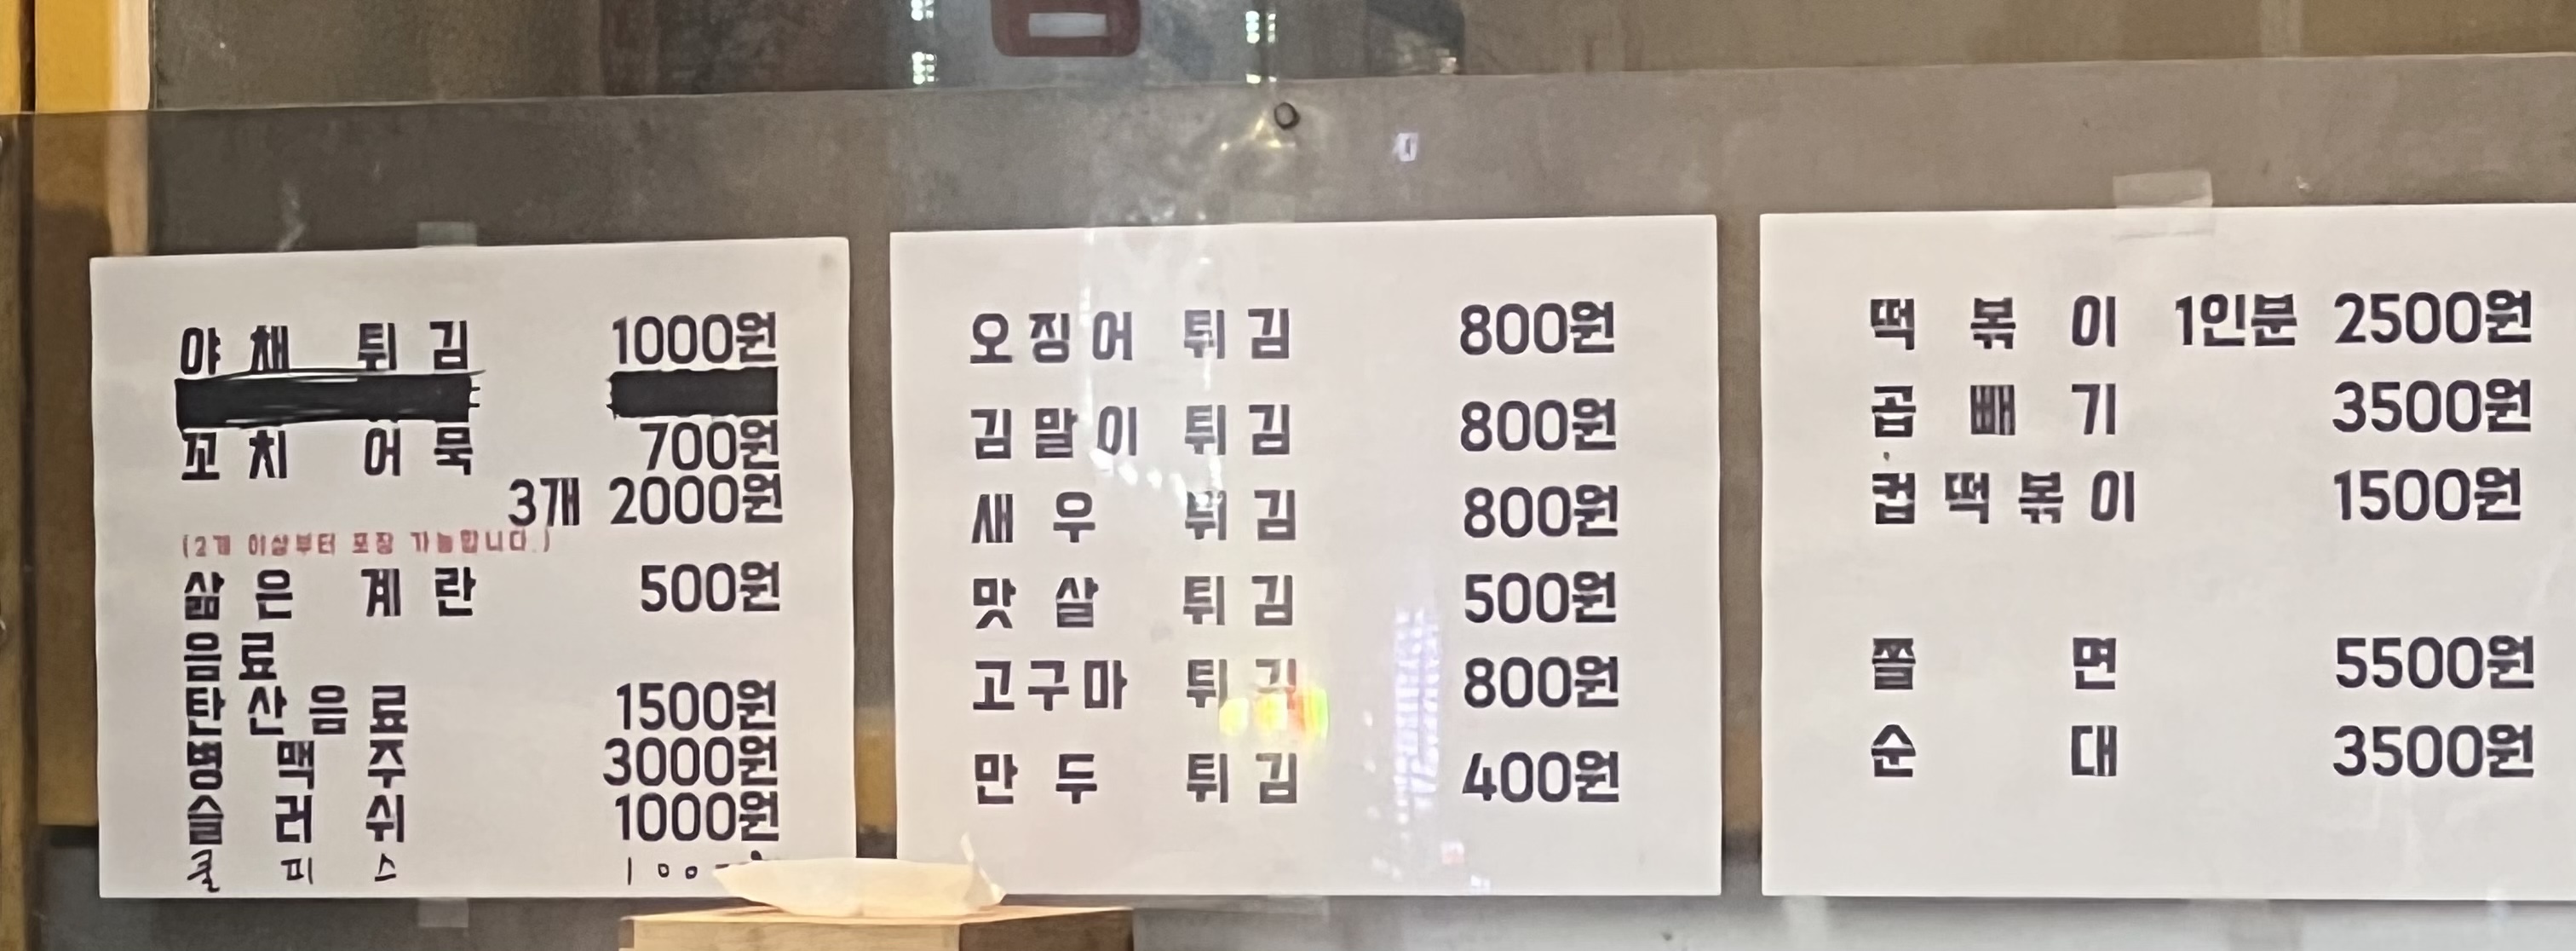 야채 튀김 1000원
꼬치 어묵 700원
3개 2000원
(2개 이상부터 포장 가능합니다.)
삶은 계란 500원
음료
탄산음료 1500원
병맥주 3000원
슬러쉬 1000원
쿨피스
오징어 튀김 800원
김말이 튀김 800원
새우 튀김 800원
맛살 튀김 500원
고구마 튀김 800원
만두 튀김 400원
떡볶이 1인분 2500원
곱빼기 3500원
컵떡볶이 1500원
쫄면 5500원
순대 3500원